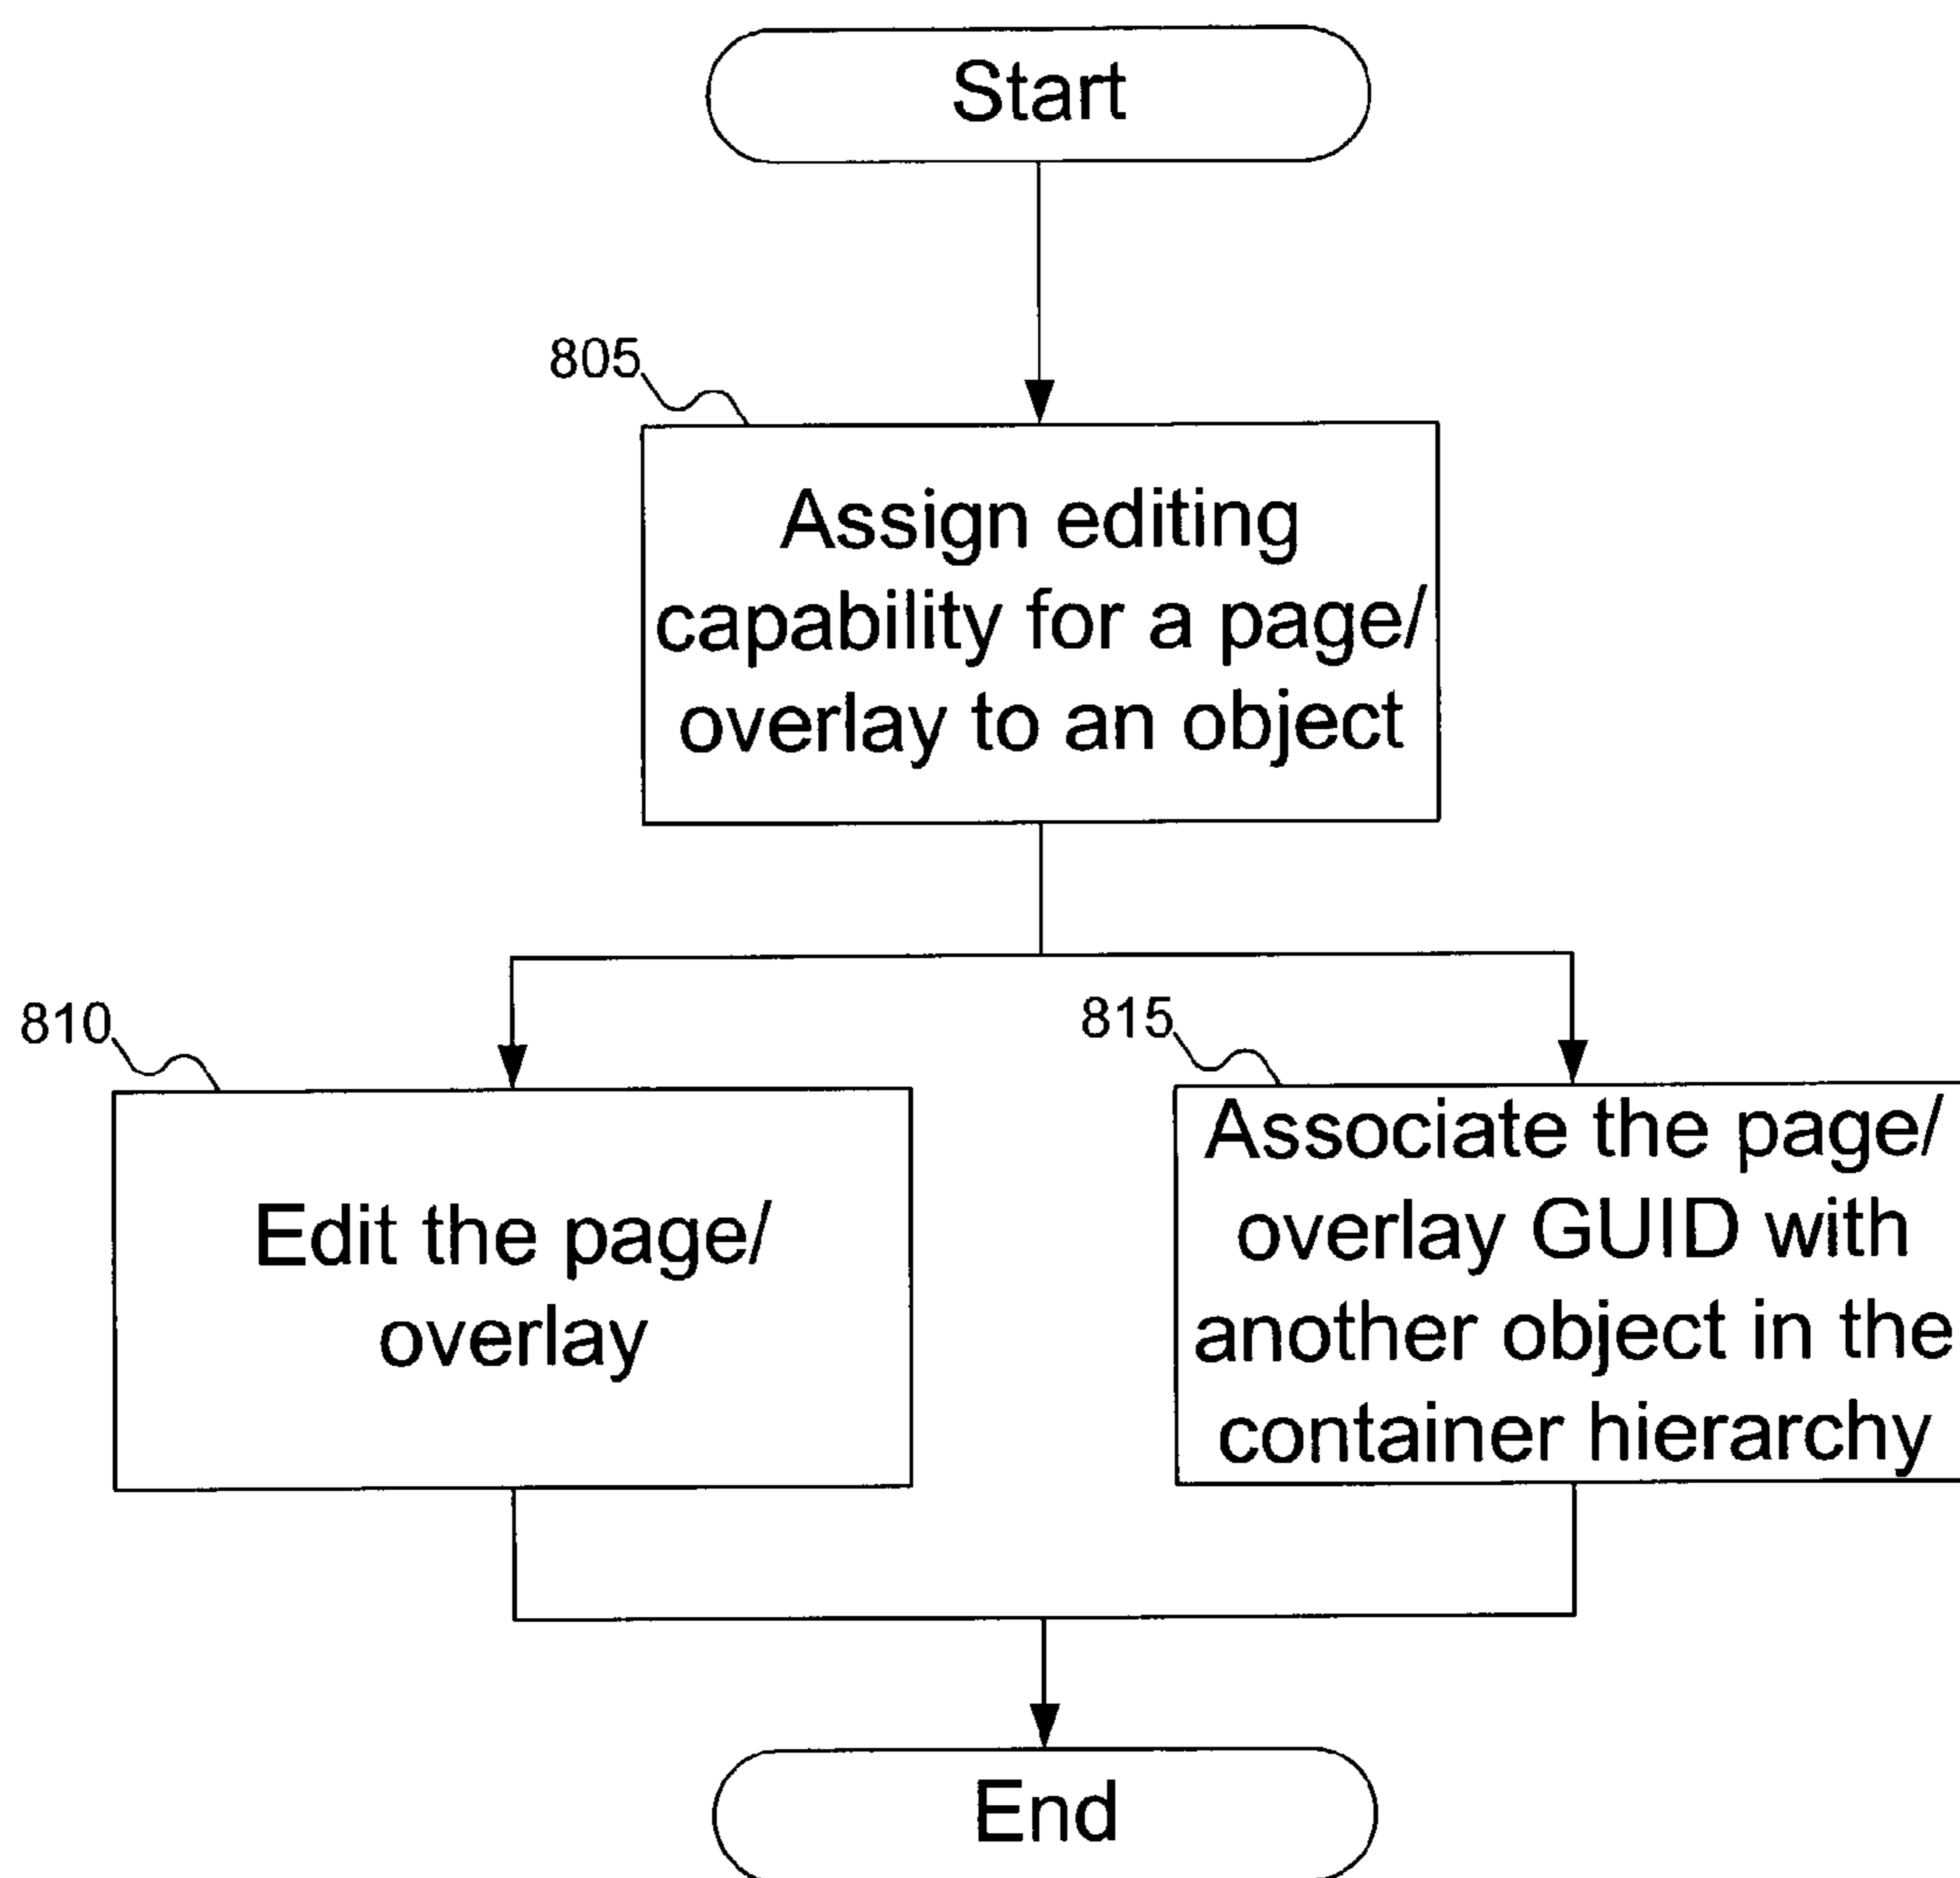 Start
805
Assign editing
capability for a page/
overlay to an object
810
Edit the page/
overlay
815
Associate the page/
overlay GUID with
another object in the
container hierarchy
End